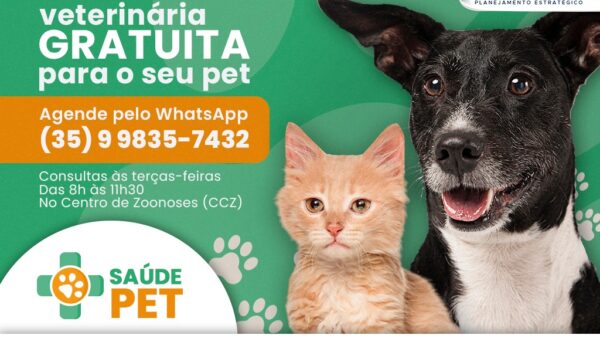 PLANEJAMENTO ESTRATÉGICO
veterinária
GRATUITA
para o seu pet
Agende pelo WhatsApp
(35) 9 9835-7432
Consultas às terças-feiras
Das 8h às 11h30
No Centro de Zoonoses (CCZ)
SAÚDE
PET